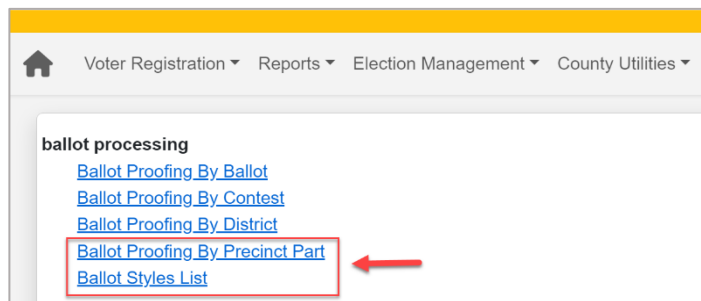 Voter Registration Reports Election Management County Utilities
ballot processing
Ballot Proofing By Ballot
Ballot Proofing By Contest
Ballot Proofing By District
Ballot Proofing By Precinct Part
Ballot Styles List